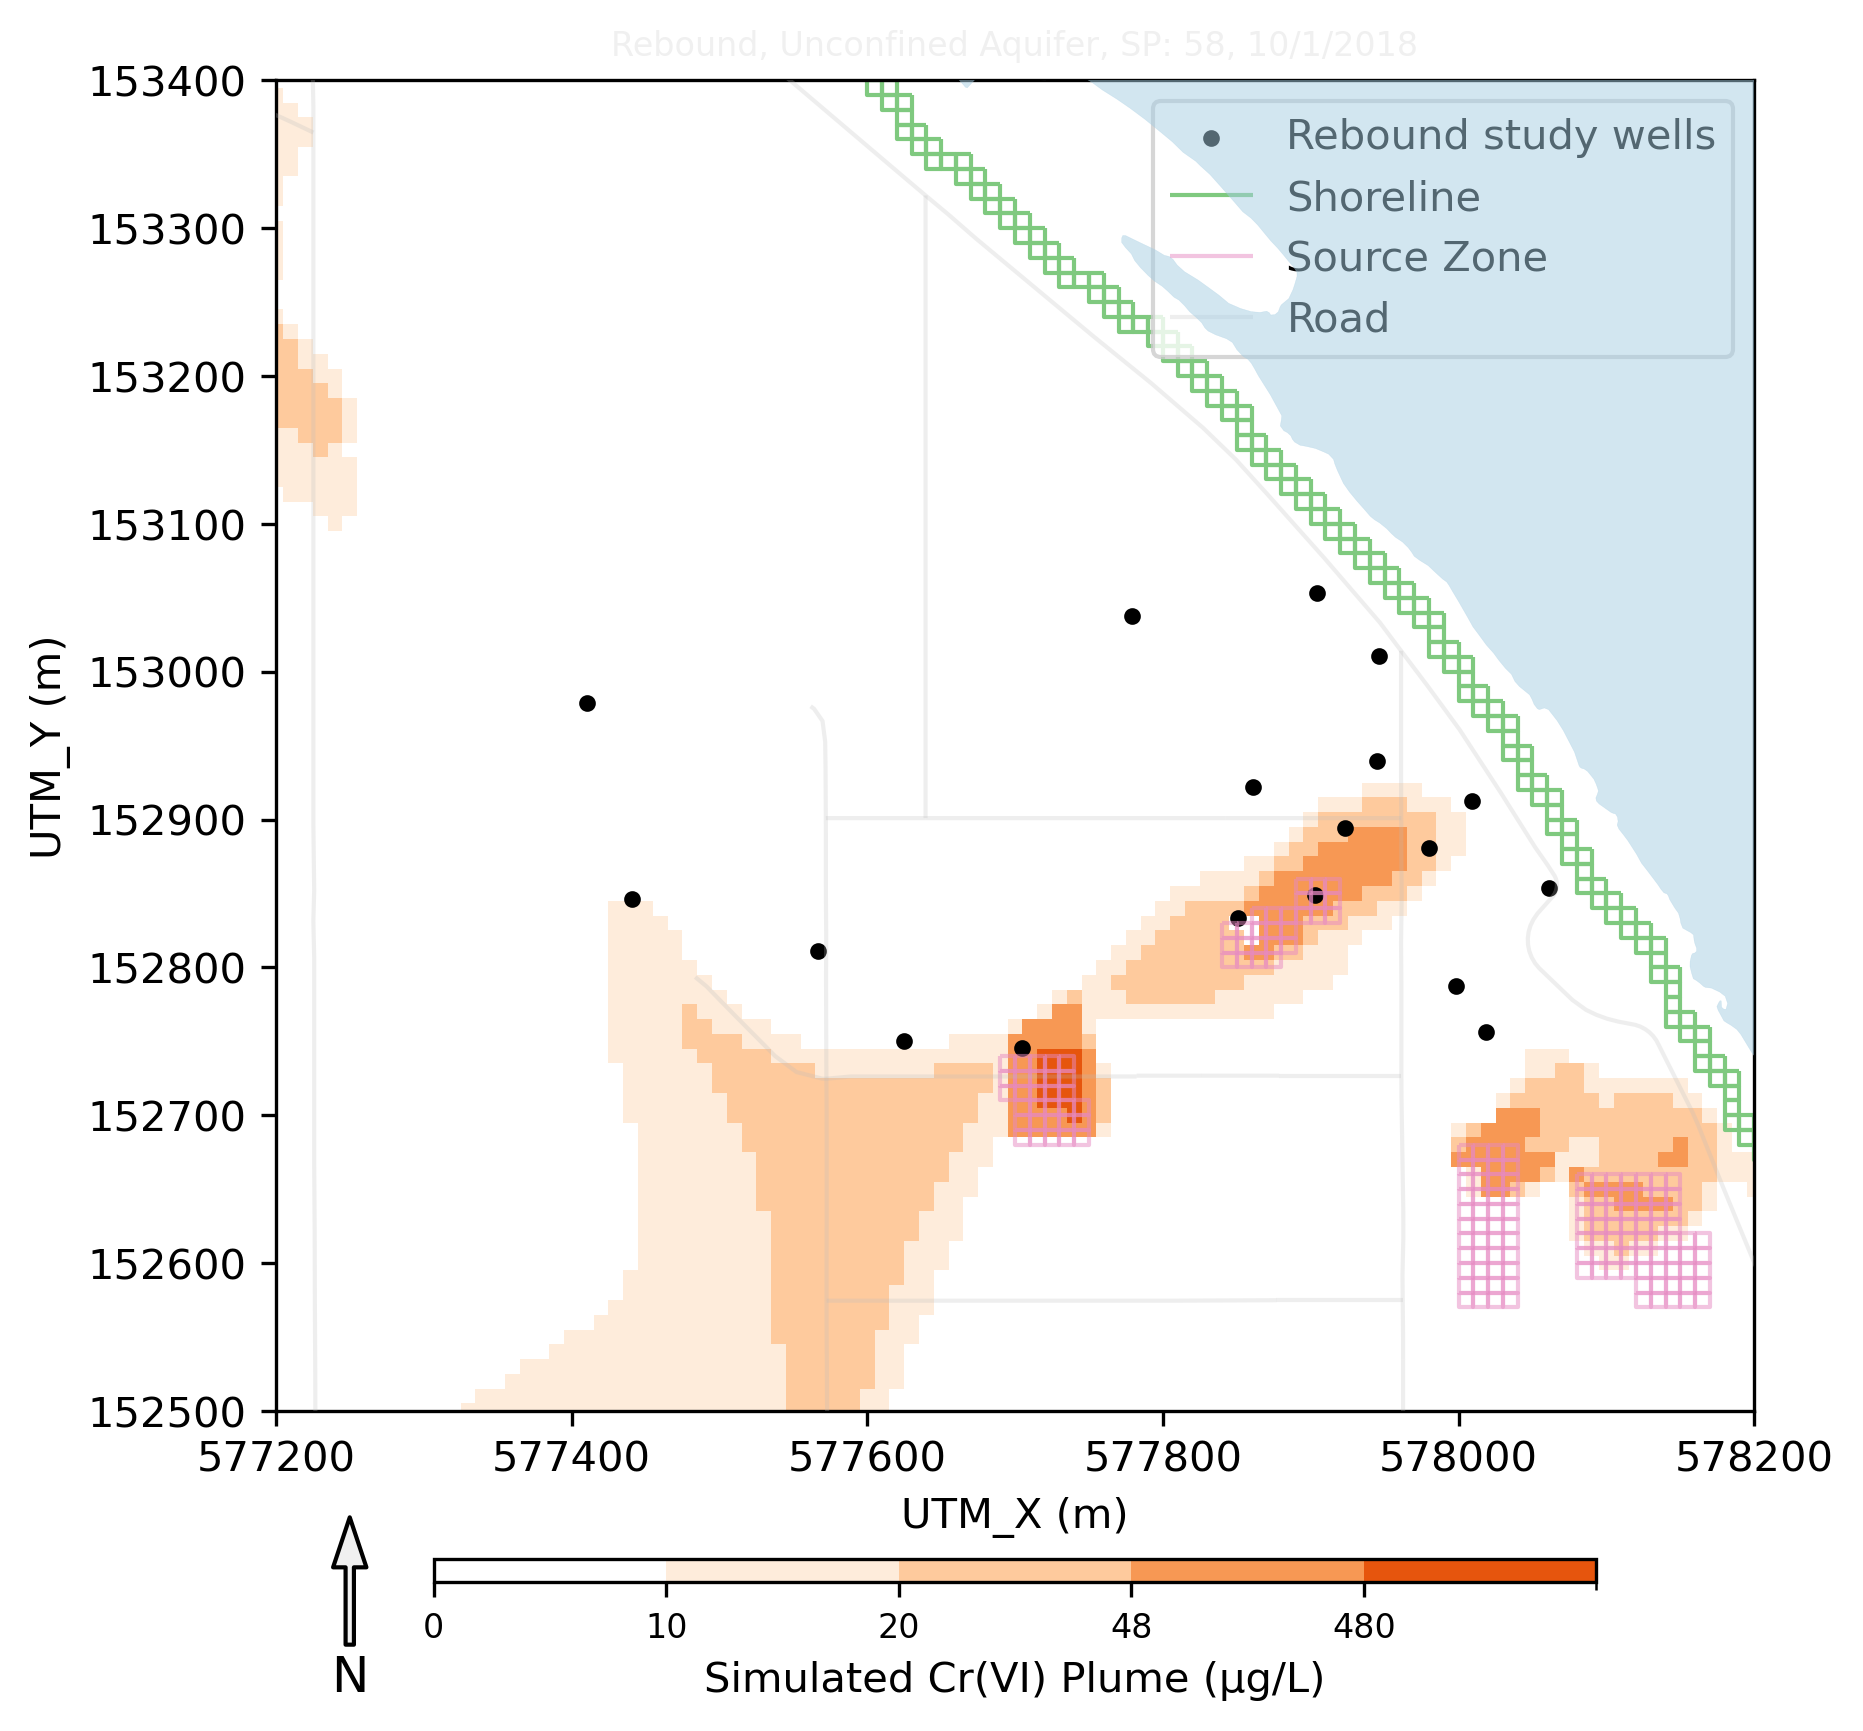 Rebound, Unconfined Aquifer, SP: 58, 10/1/2018
153400
153300
153200
153100
153000
152900
152800
152700
152600
152500
UTM_Y (m)
Rebound study wells
Shoreline
Source Zone
Road
577200 577400 577600 577800 578000 578200
UTM_X (m)
0 10 20 48 480
N
Simulated Cr(VI) Plume (μg/L)